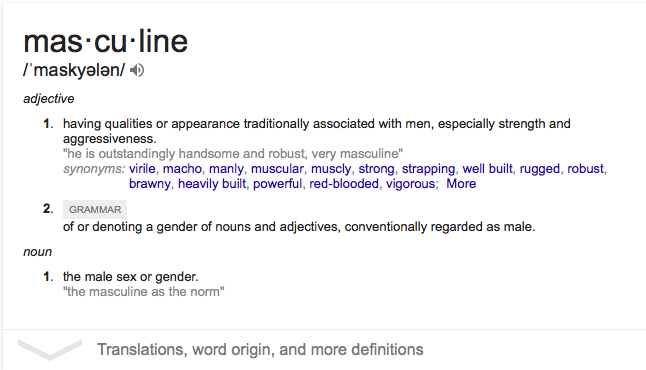 mas·cu·line
/ˈmaskyələn/
adjective
1. having qualities or appearance traditionally associated with men, especially strength and
aggressiveness.
"he is outstandingly handsome and robust, very masculine"
synonyms: virile, macho, manly, muscular, muscly, strong, strapping, well built, rugged, robust,
brawny, heavily built, powerful, red-blooded, vigorous; More
2. GRAMMAR
of or denoting a gender of nouns and adjectives, conventionally regarded as male.
noun
1. the male sex or gender.
"the masculine as the norm"
Translations, word origin, and more definitions